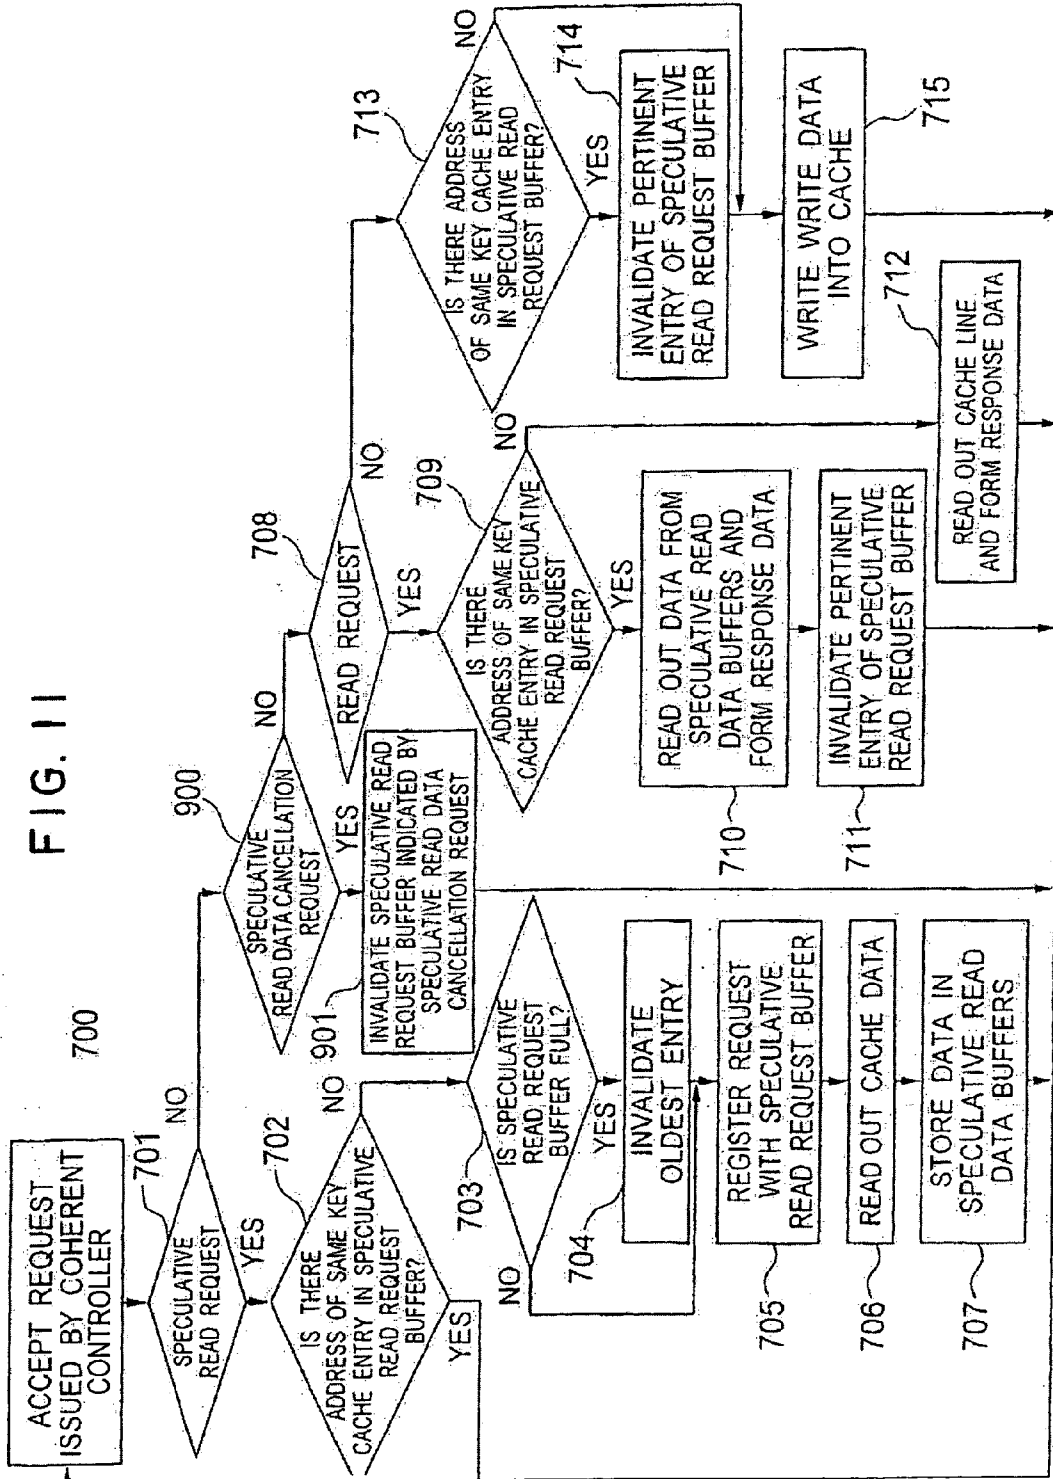 FIG. 11
700
ACCEPT REQUEST
ISSUED BY COHERENT
CONTROLLER
701
SPECULATIVE
READ REQUEST
NO
YES
702
IS THERE
ADDRESS OF SAME KEY
CACHE ENTRY IN SPECULATIVE
READ REQUEST
BUFFER?
NO
YES
703
IS SPECULATIVE
READ REQUEST
BUFFER FULL?
NO
YES
704
INVALIDATE
OLDEST ENTRY
705
REGISTER REQUEST
WITH SPECULATIVE
READ REQUEST BUFFER
706
READ OUT CACHE DATA
707
STORE DATA IN
SPECULATIVE READ
DATA BUFFERS
900
SPECULATIVE
READ DATA CANCELLATION
REQUEST
NO
YES
901
INVALIDATE SPECULATIVE READ
REQUEST BUFFER INDICATED BY
SPECULATIVE READ DATA
CANCELLATION REQUEST
708
READ REQUEST
NO
YES
709
IS THERE
ADDRESS OF SAME KEY
CACHE ENTRY IN SPECULATIVE
READ REQUEST
BUFFER?
NO
YES
710
READ OUT DATA FROM
SPECULATIVE READ
DATA BUFFERS AND
FORM RESPONSE DATA
711
INVALIDATE PERTINENT
ENTRY OF SPECULATIVE
READ REQUEST BUFFER
712
READ OUT CACHE LINE
AND FORM RESPONSE DATA
713
IS THERE ADDRESS
OF SAME KEY CACHE ENTRY
IN SPECULATIVE READ
REQUEST BUFFER?
NO
YES
714
INVALIDATE PERTINENT
ENTRY OF SPECULATIVE
READ REQUEST BUFFER
715
WRITE WRITE DATA
INTO CACHE